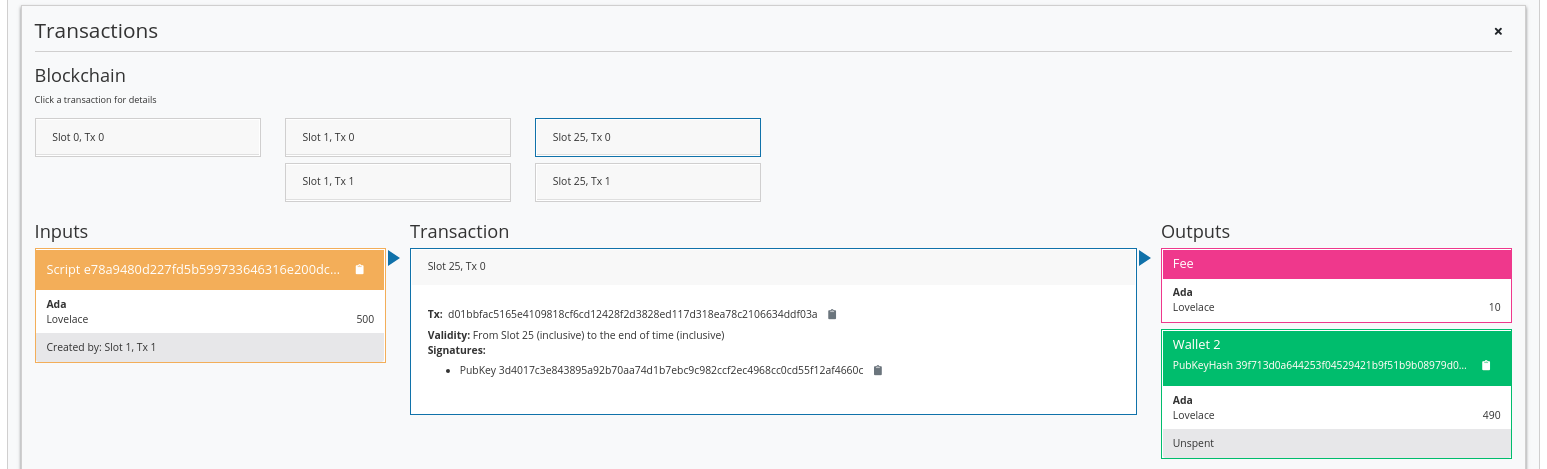 Transactions
×
Blockchain
Click a transaction for details
Slot 0, Tx 0
Slot 1, Tx 0
Slot 25, Tx 0
Slot 1, Tx 1
Slot 25, Tx 1
Inputs
Script e78a9480d227fd5b599733646316e200dc...
Ada
Lovelace 500
Created by: Slot 1, Tx 1
Transaction
Slot 25, Tx 0
Tx: d01bbfac5165e4109818cf6cd12428f2d3828ed117d318ea78c2106634ddf03a
Validity: From Slot 25 (inclusive) to the end of time (inclusive)
Signatures:
• PubKey 3d4017c3e843895a92b70aa74d1b7ebc9c982ccf2ec4968cc0cd55f12af4660c
Outputs
Fee
Ada
Lovelace 10
Wallet 2
PubKeyHash 39f713d0a644253f04529421b9f51b9b08979d0...
Ada
Lovelace 490
Unspent